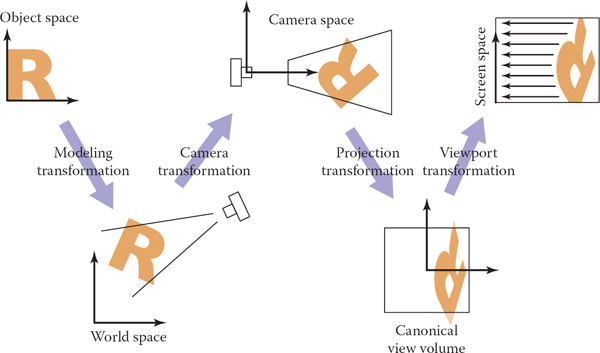 Object space
Camera space
Screen space
Modeling
transformation
Camera
transformation
Projection
transformation
Viewport
transformation
World space
Canonical
view volume
R
R
R
R
R